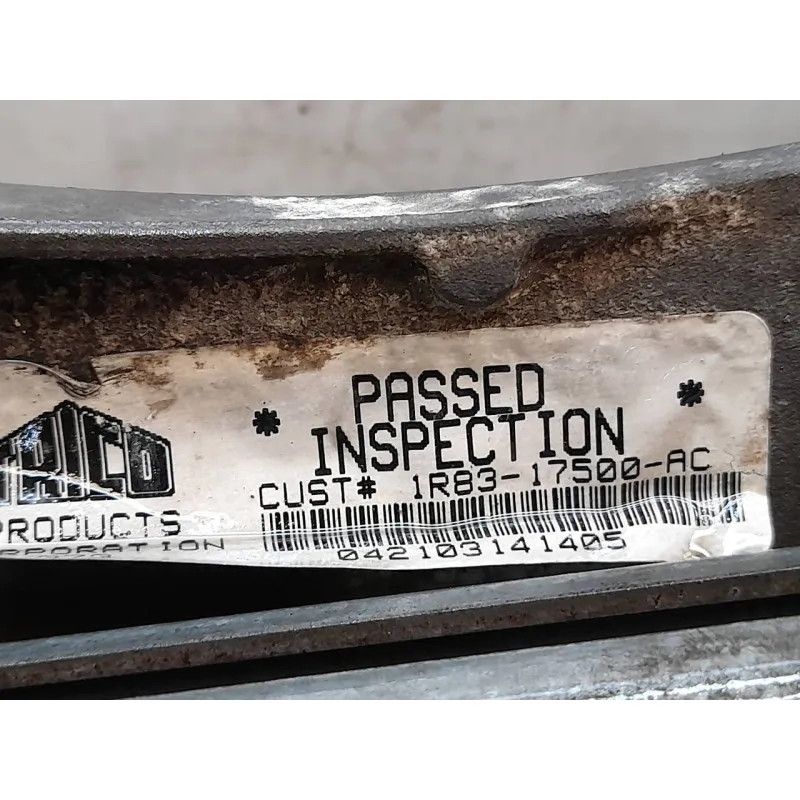 PASSED
* INSPECTION *
CUST# 1R83-17500-AC
042103141405
PRODUCTS